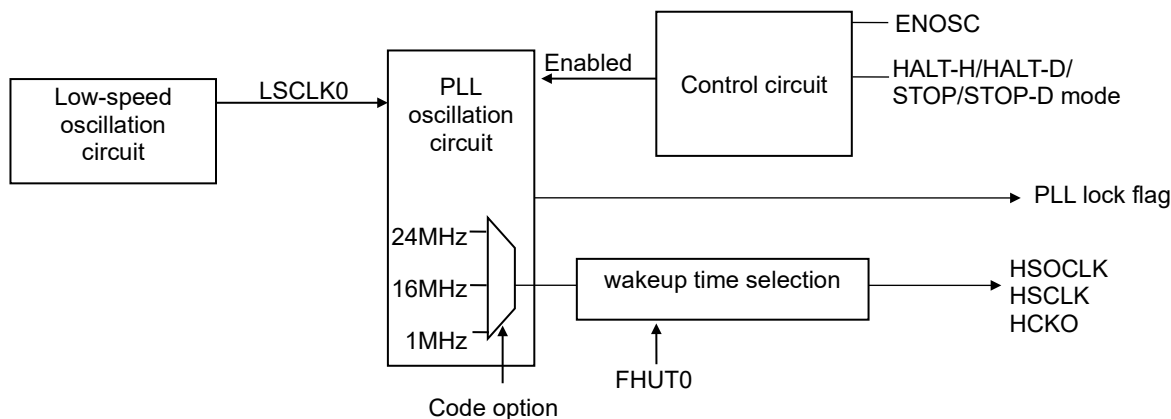 Low-speed
oscillation
circuit
LSCLK0
PLL
oscillation
circuit
24MHz
16MHz
1MHz
Code option
Enabled
Control circuit
ENOSC
HALT-H/HALT-D/
STOP/STOP-D mode
PLL lock flag
wakeup time selection
FHUT0
HSOCLK
HSCLK
HCKO